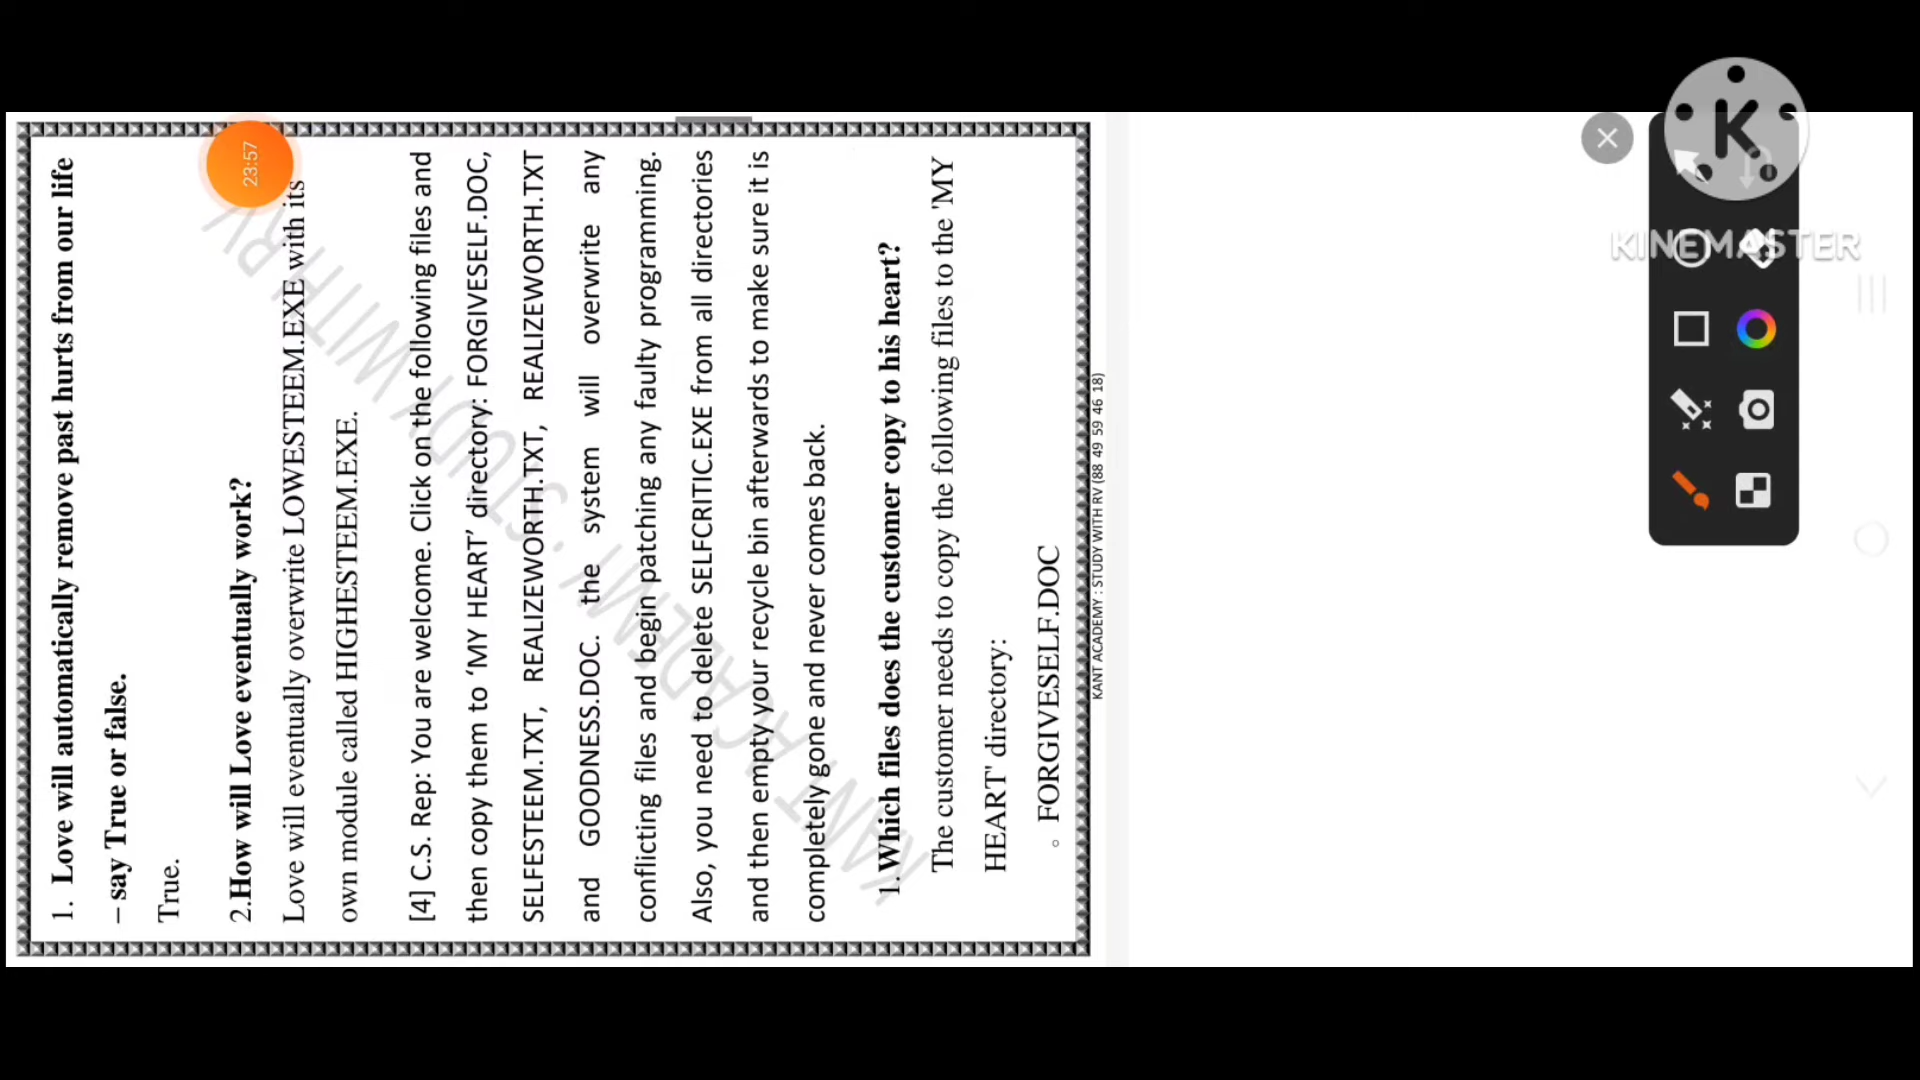 1. Love will automatically remove past hurts from our life
– say True or false.
True.
2.How will Love eventually work?
Love will eventually overwrite LOWESTEEM.EXE with its
own module called HIGHESTEEM.EXE.
[4] C.S. Rep: You are welcome. Click on the following files and
then copy them to ‘MY HEART’ directory: FORGIVESELF.DOC,
SELFESTEEM.TXT, REALIZEWORTH.TXT, REALIZEWORTH.TXT
and GOODNESS.DOC. the system will overwrite any
conflicting files and begin patching any faulty programming.
Also, you need to delete SELFCRITIC.EXE from all directories
and then empty your recycle bin afterwards to make sure it is
completely gone and never comes back.
1.Which files does the customer copy to his heart?
The customer needs to copy the following files to the 'MY
HEART' directory:
◦ FORGIVESELF.DOC
KANT ACADEMY : STUDY WITH RV (88 49 59 46 18)
KANT ACADEMY : STUDY WITH RV
23:57
K
KINEMASTER